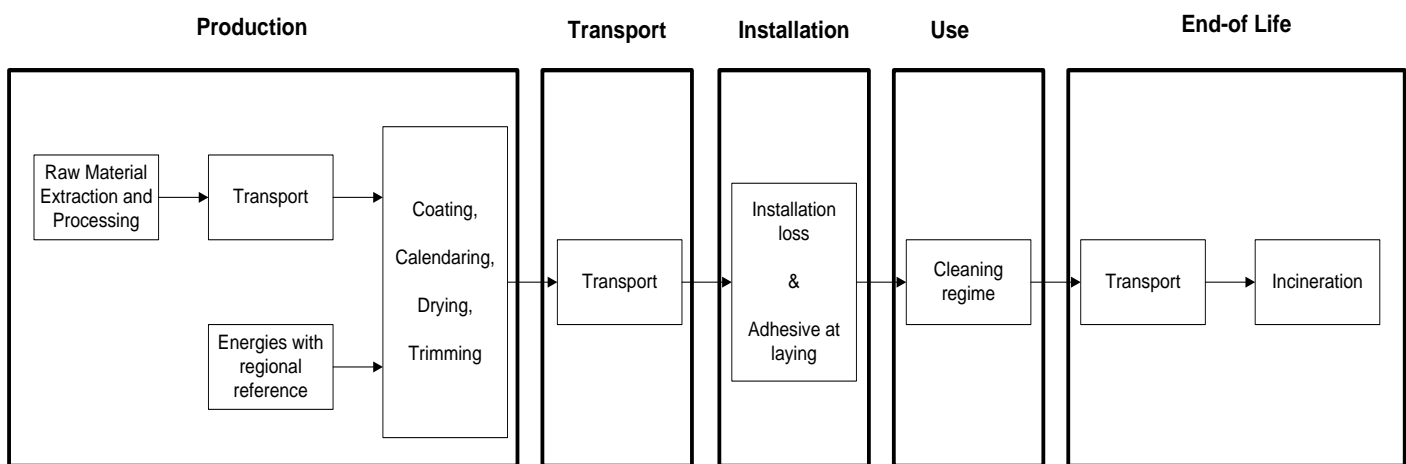 Production
Transport
Installation
Use
End-of Life
Raw Material
Extraction and
Processing
Transport
Energies with
regional
reference
Coating,
Calendaring,
Drying,
Trimming
Transport
Installation
loss
&
Adhesive at
laying
Cleaning
regime
Transport
Incineration